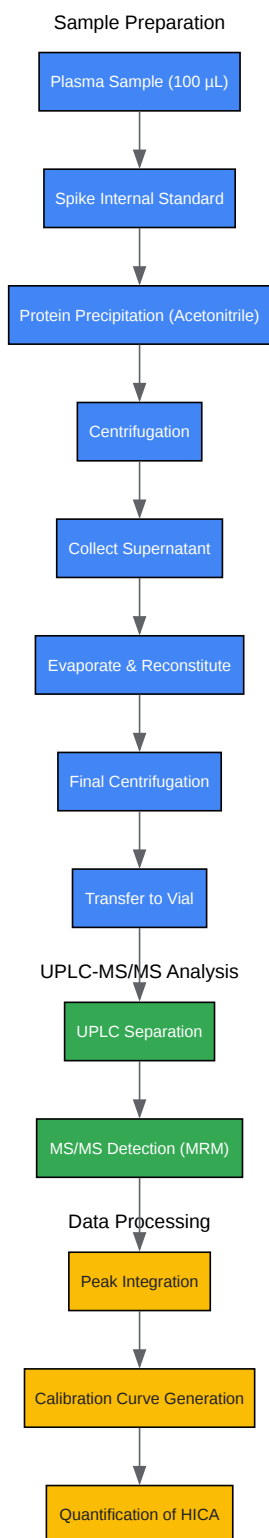 Sample Preparation
Plasma Sample (100 µL)
Spike Internal Standard
Protein Precipitation (Acetonitrile)
Centrifugation
Collect Supernatant
Evaporate & Reconstitute
Final Centrifugation
Transfer to Vial
UPLC-MS/MS Analysis
UPLC Separation
MS/MS Detection (MRM)
Data Processing
Peak Integration
Calibration Curve Generation
Quantification of HICA